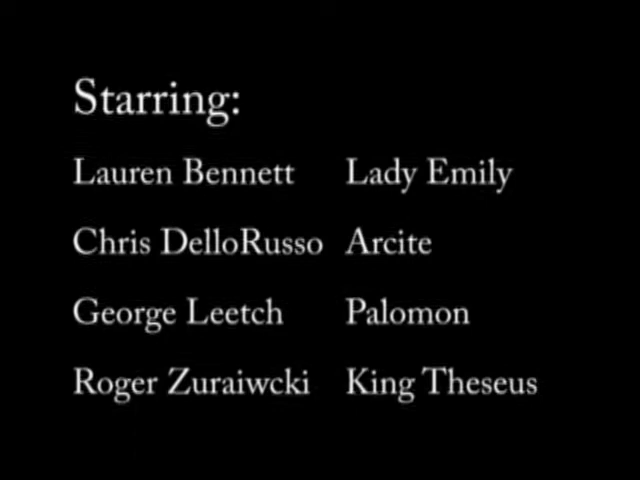 Starring:
Lauren Bennett Lady Emily
Chris DelloRusso Arcite
George Leetch Palomon
Roger Zuraiwcki King Theseus